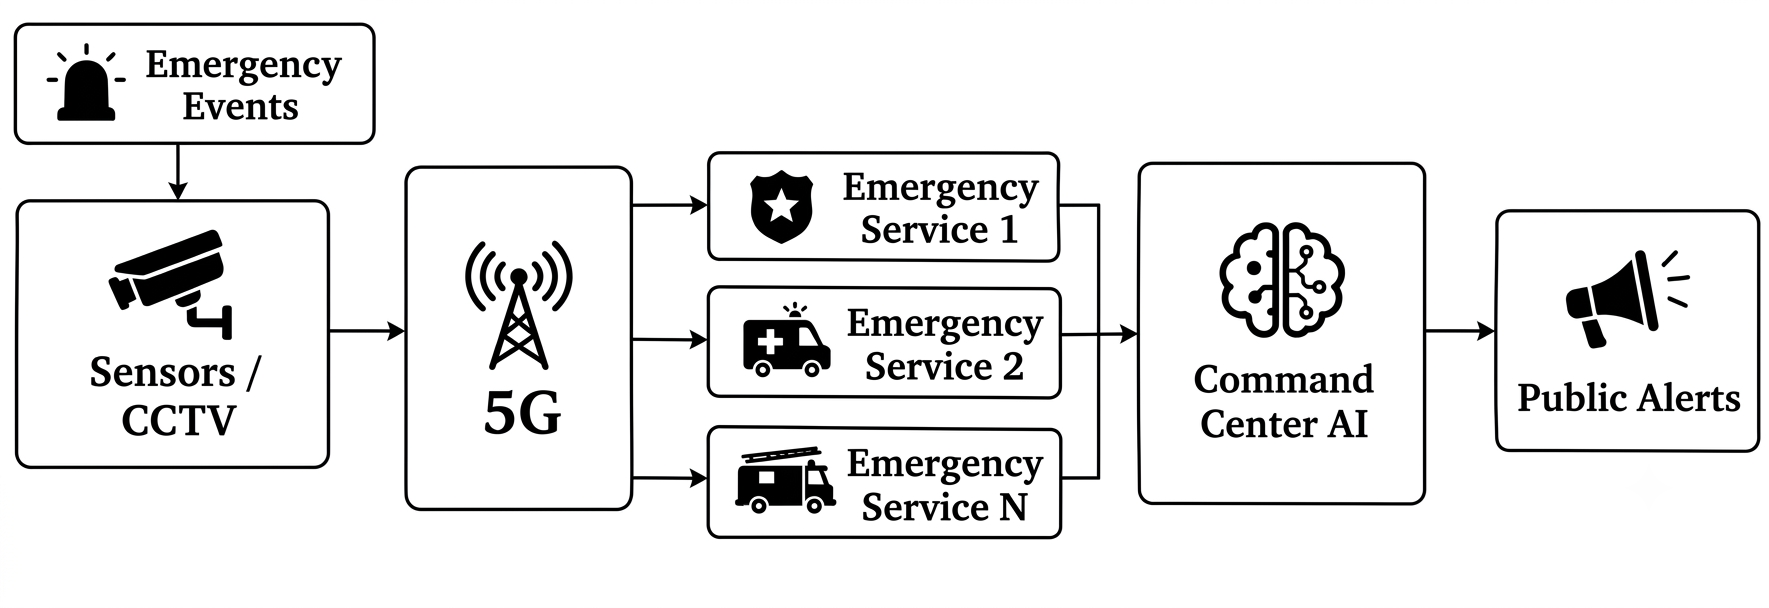 Emergency
Events
Sensors /
CCTV
5G
Emergency
Service 1
Emergency
Service 2
Emergency
Service N
Command
Center AI
Public Alerts